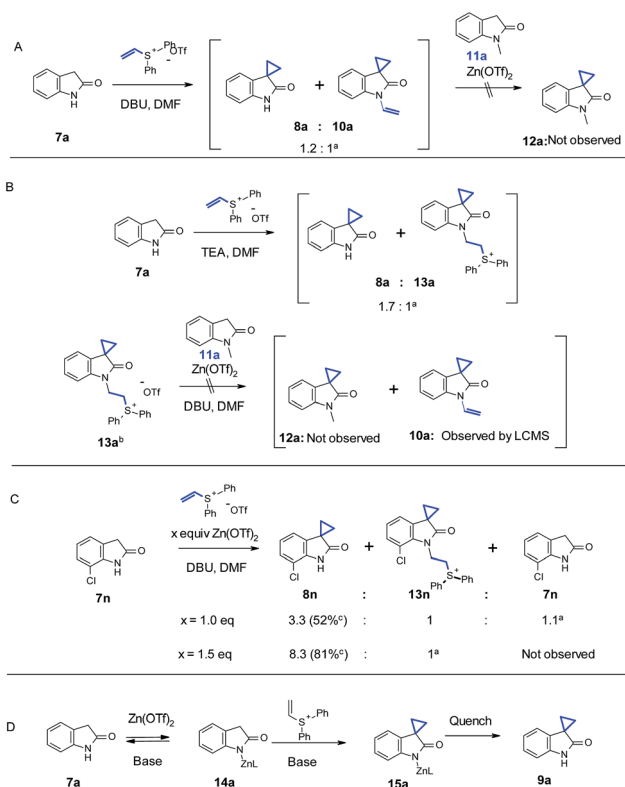 A
Ph
S+
Ph
OTf
−
DBU, DMF
O
N
H
7a
O
N
H
+
O
N
8a : 10a
1.2 : 1a
O
N
11a
Zn(OTf)2
O
N
12a:Not observed
B
O
N
H
7a
S+
Ph
Ph
−OTf
TEA, DMF
O
N
H
+
O
N
S+
Ph
Ph
8a : 13a
1.7 : 1a
O
N
S+
Ph
Ph
−OTf
13ab
O
N
11a
Zn(OTf)2
DBU, DMF
O
N
+
O
N
12a: Not observed
10a: Observed by LCMS
C
O
N
H
Cl
7n
S+
Ph
Ph
−OTf
x equiv Zn(OTf)2
DBU, DMF
O
N
H
Cl
+
O
N
Cl
S+
Ph
Ph
+
O
N
H
Cl
8n : 13n : 7n
x = 1.0 eq 3.3 (52%c) : 1 : 1.1a
x = 1.5 eq 8.3 (81%c) : 1a Not observed
D
O
N
H
7a
Zn(OTf)2
Base
O
N
ZnL
14a
S+
Ph
Ph
Base
O
N
ZnL
15a
Quench
O
N
H
9a